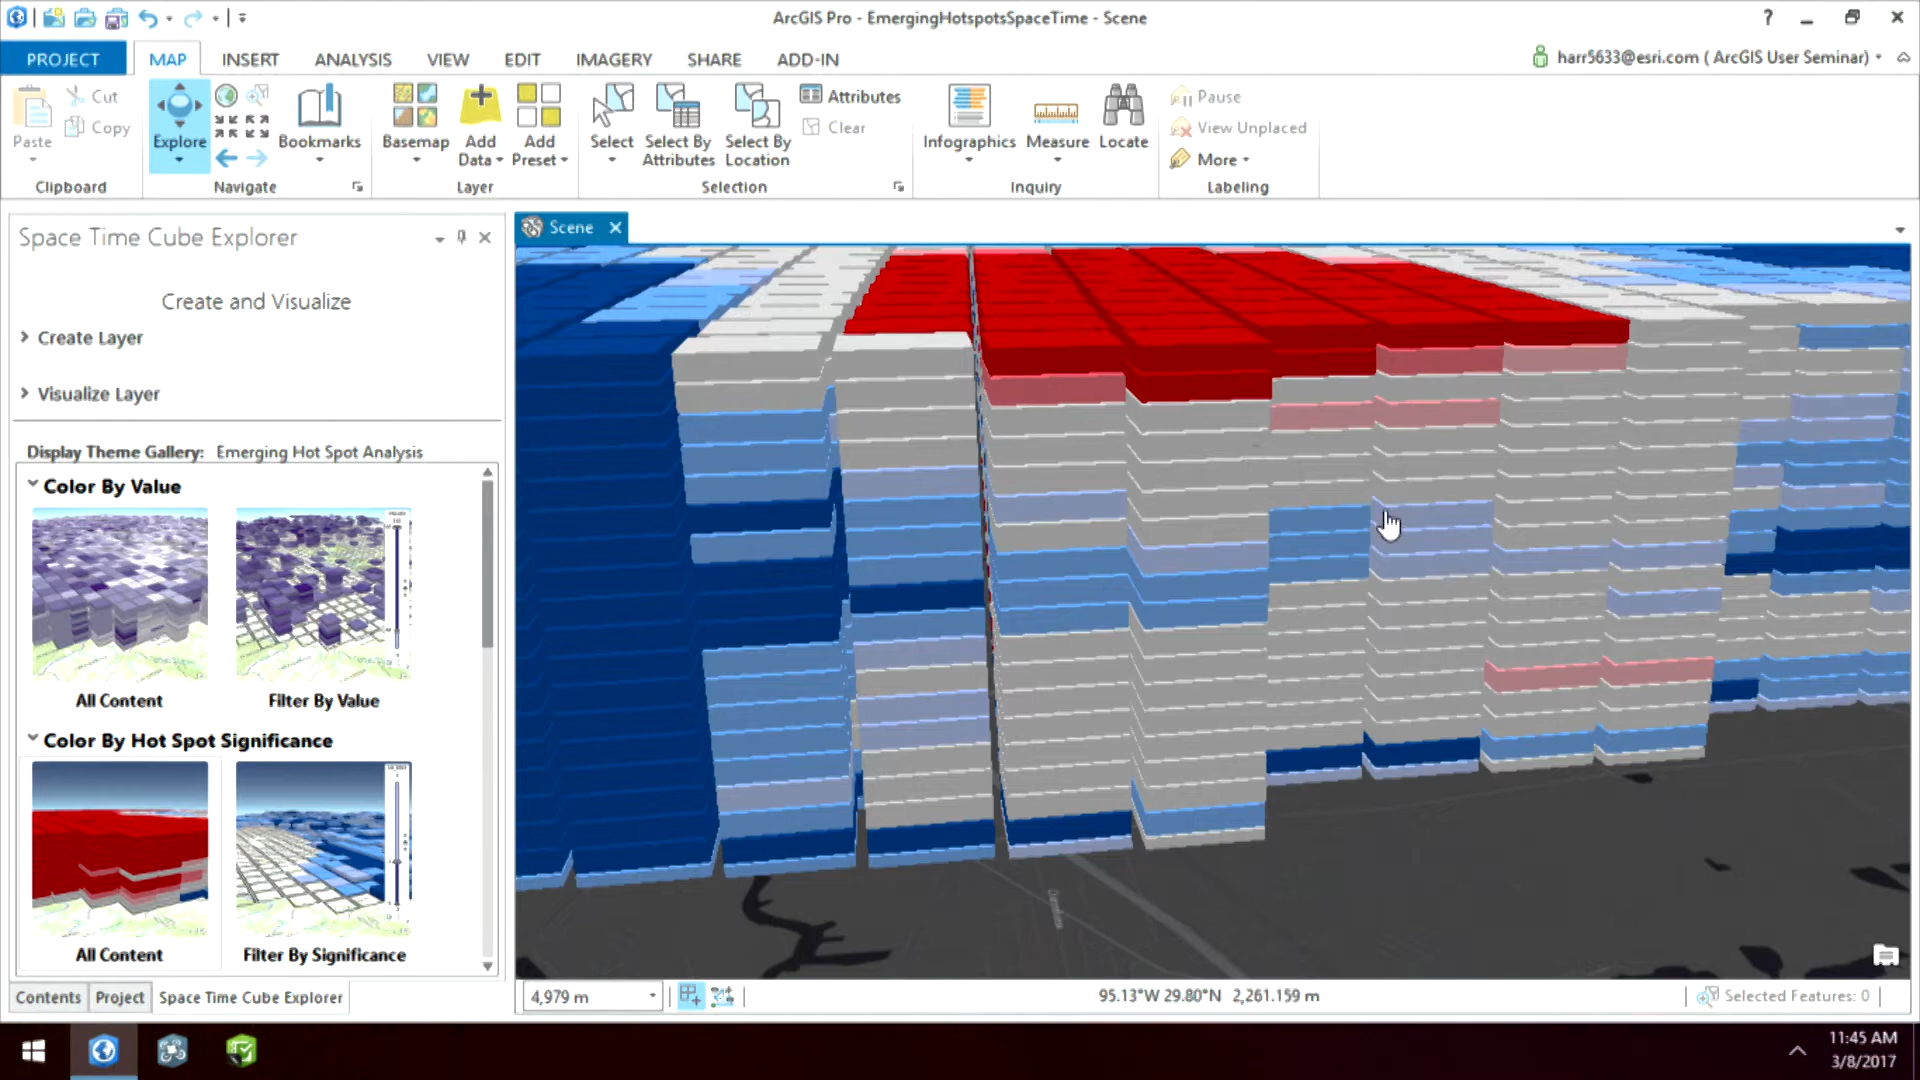 ArcGIS Pro - EmergingHotspotsSpaceTime - Scene
?
PROJECT MAP INSERT ANALYSIS VIEW EDIT IMAGERY SHARE ADD-IN
harr5633@esri.com ( ArcGIS User Seminar)
Paste
Cut
Copy
Clipboard
Explore
Bookmarks
Navigate
Basemap
Add Data
Add Preset
Layer
Select
Select By Attributes
Select By Location
Attributes
Clear
Selection
Infographics
Measure
Locate
Inquiry
Pause
View Unplaced
More
Labeling
Space Time Cube Explorer
Create and Visualize
Create Layer
Visualize Layer
Display Theme Gallery: Emerging Hot Spot Analysis
Color By Value
All Content
Filter By Value
Color By Hot Spot Significance
All Content
Filter By Significance
Contents Project Space Time Cube Explorer
Scene
4,979 m
95.13°W 29.80°N 2,261.159 m
Selected Features: 0
11:45 AM
3/8/2017